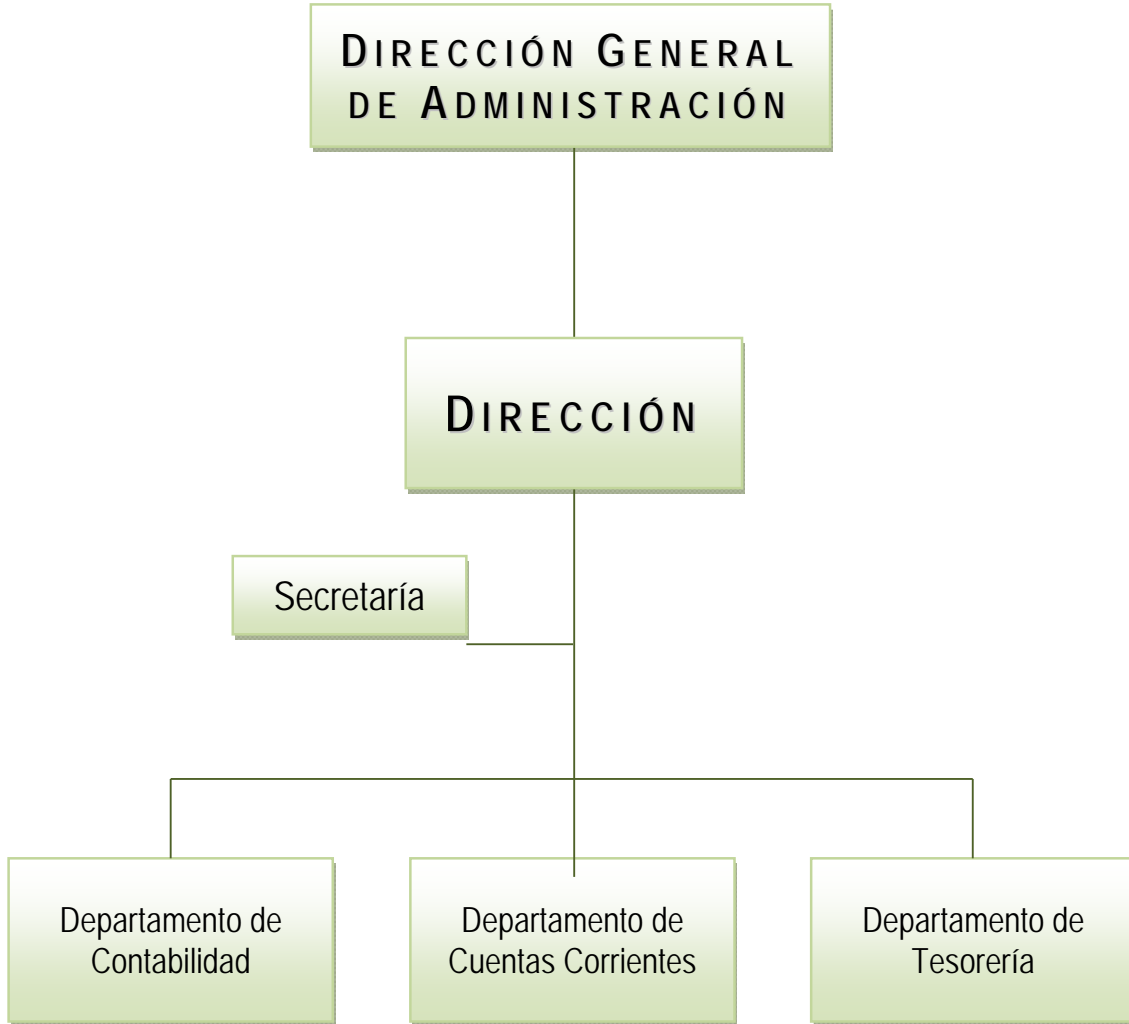 DIRECCIÓN GENERAL
DE ADMINISTRACIÓN
DIRECCIÓN
Secretaría
Departamento de
Contabilidad
Departamento de
Cuentas Corrientes
Departamento de
Tesorería